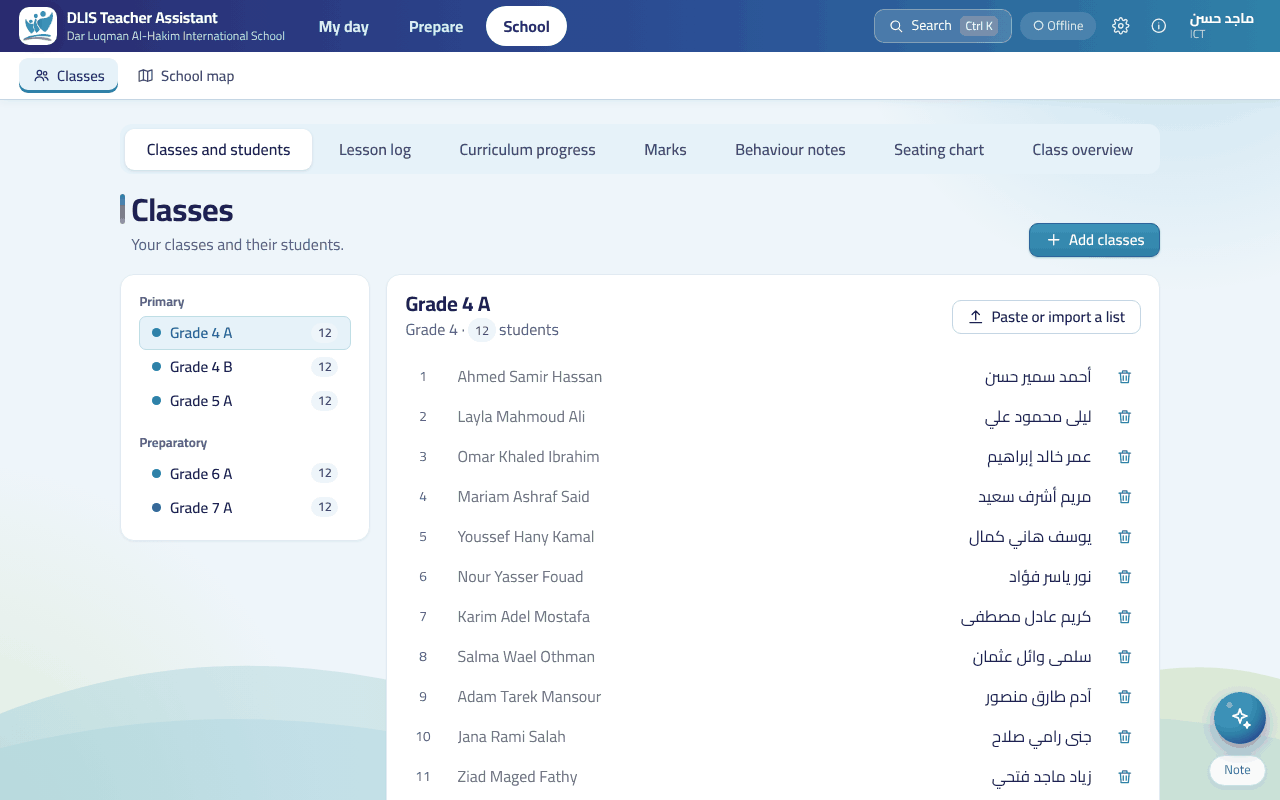 DLIS Teacher Assistant
Dar Luqman Al-Hakim International School
My day
Prepare
School
Search Ctrl K
Offline
ماجد حسن
ICT
Classes
School map
Classes and students
Lesson log
Curriculum progress
Marks
Behaviour notes
Seating chart
Class overview
Classes
Your classes and their students.
Add classes
Primary
Grade 4 A 12
Grade 4 B 12
Grade 5 A 12
Preparatory
Grade 6 A 12
Grade 7 A 12
Grade 4 A
Grade 4 · 12 students
Paste or import a list
1 Ahmed Samir Hassan أحمد سمير حسن
2 Layla Mahmoud Ali ليلى محمود علي
3 Omar Khaled Ibrahim عمر خالد إبراهيم
4 Mariam Ashraf Said مريم أشرف سعيد
5 Youssef Hany Kamal يوسف هاني كمال
6 Nour Yasser Fouad نور ياسر فؤاد
7 Karim Adel Mostafa كريم عادل مصطفى
8 Salma Wael Othman سلمى وائل عثمان
9 Adam Tarek Mansour آدم طارق منصور
10 Jana Rami Salah جنى رامي صلاح
11 Ziad Maged Fathy زياد ماجد فتحي
Note